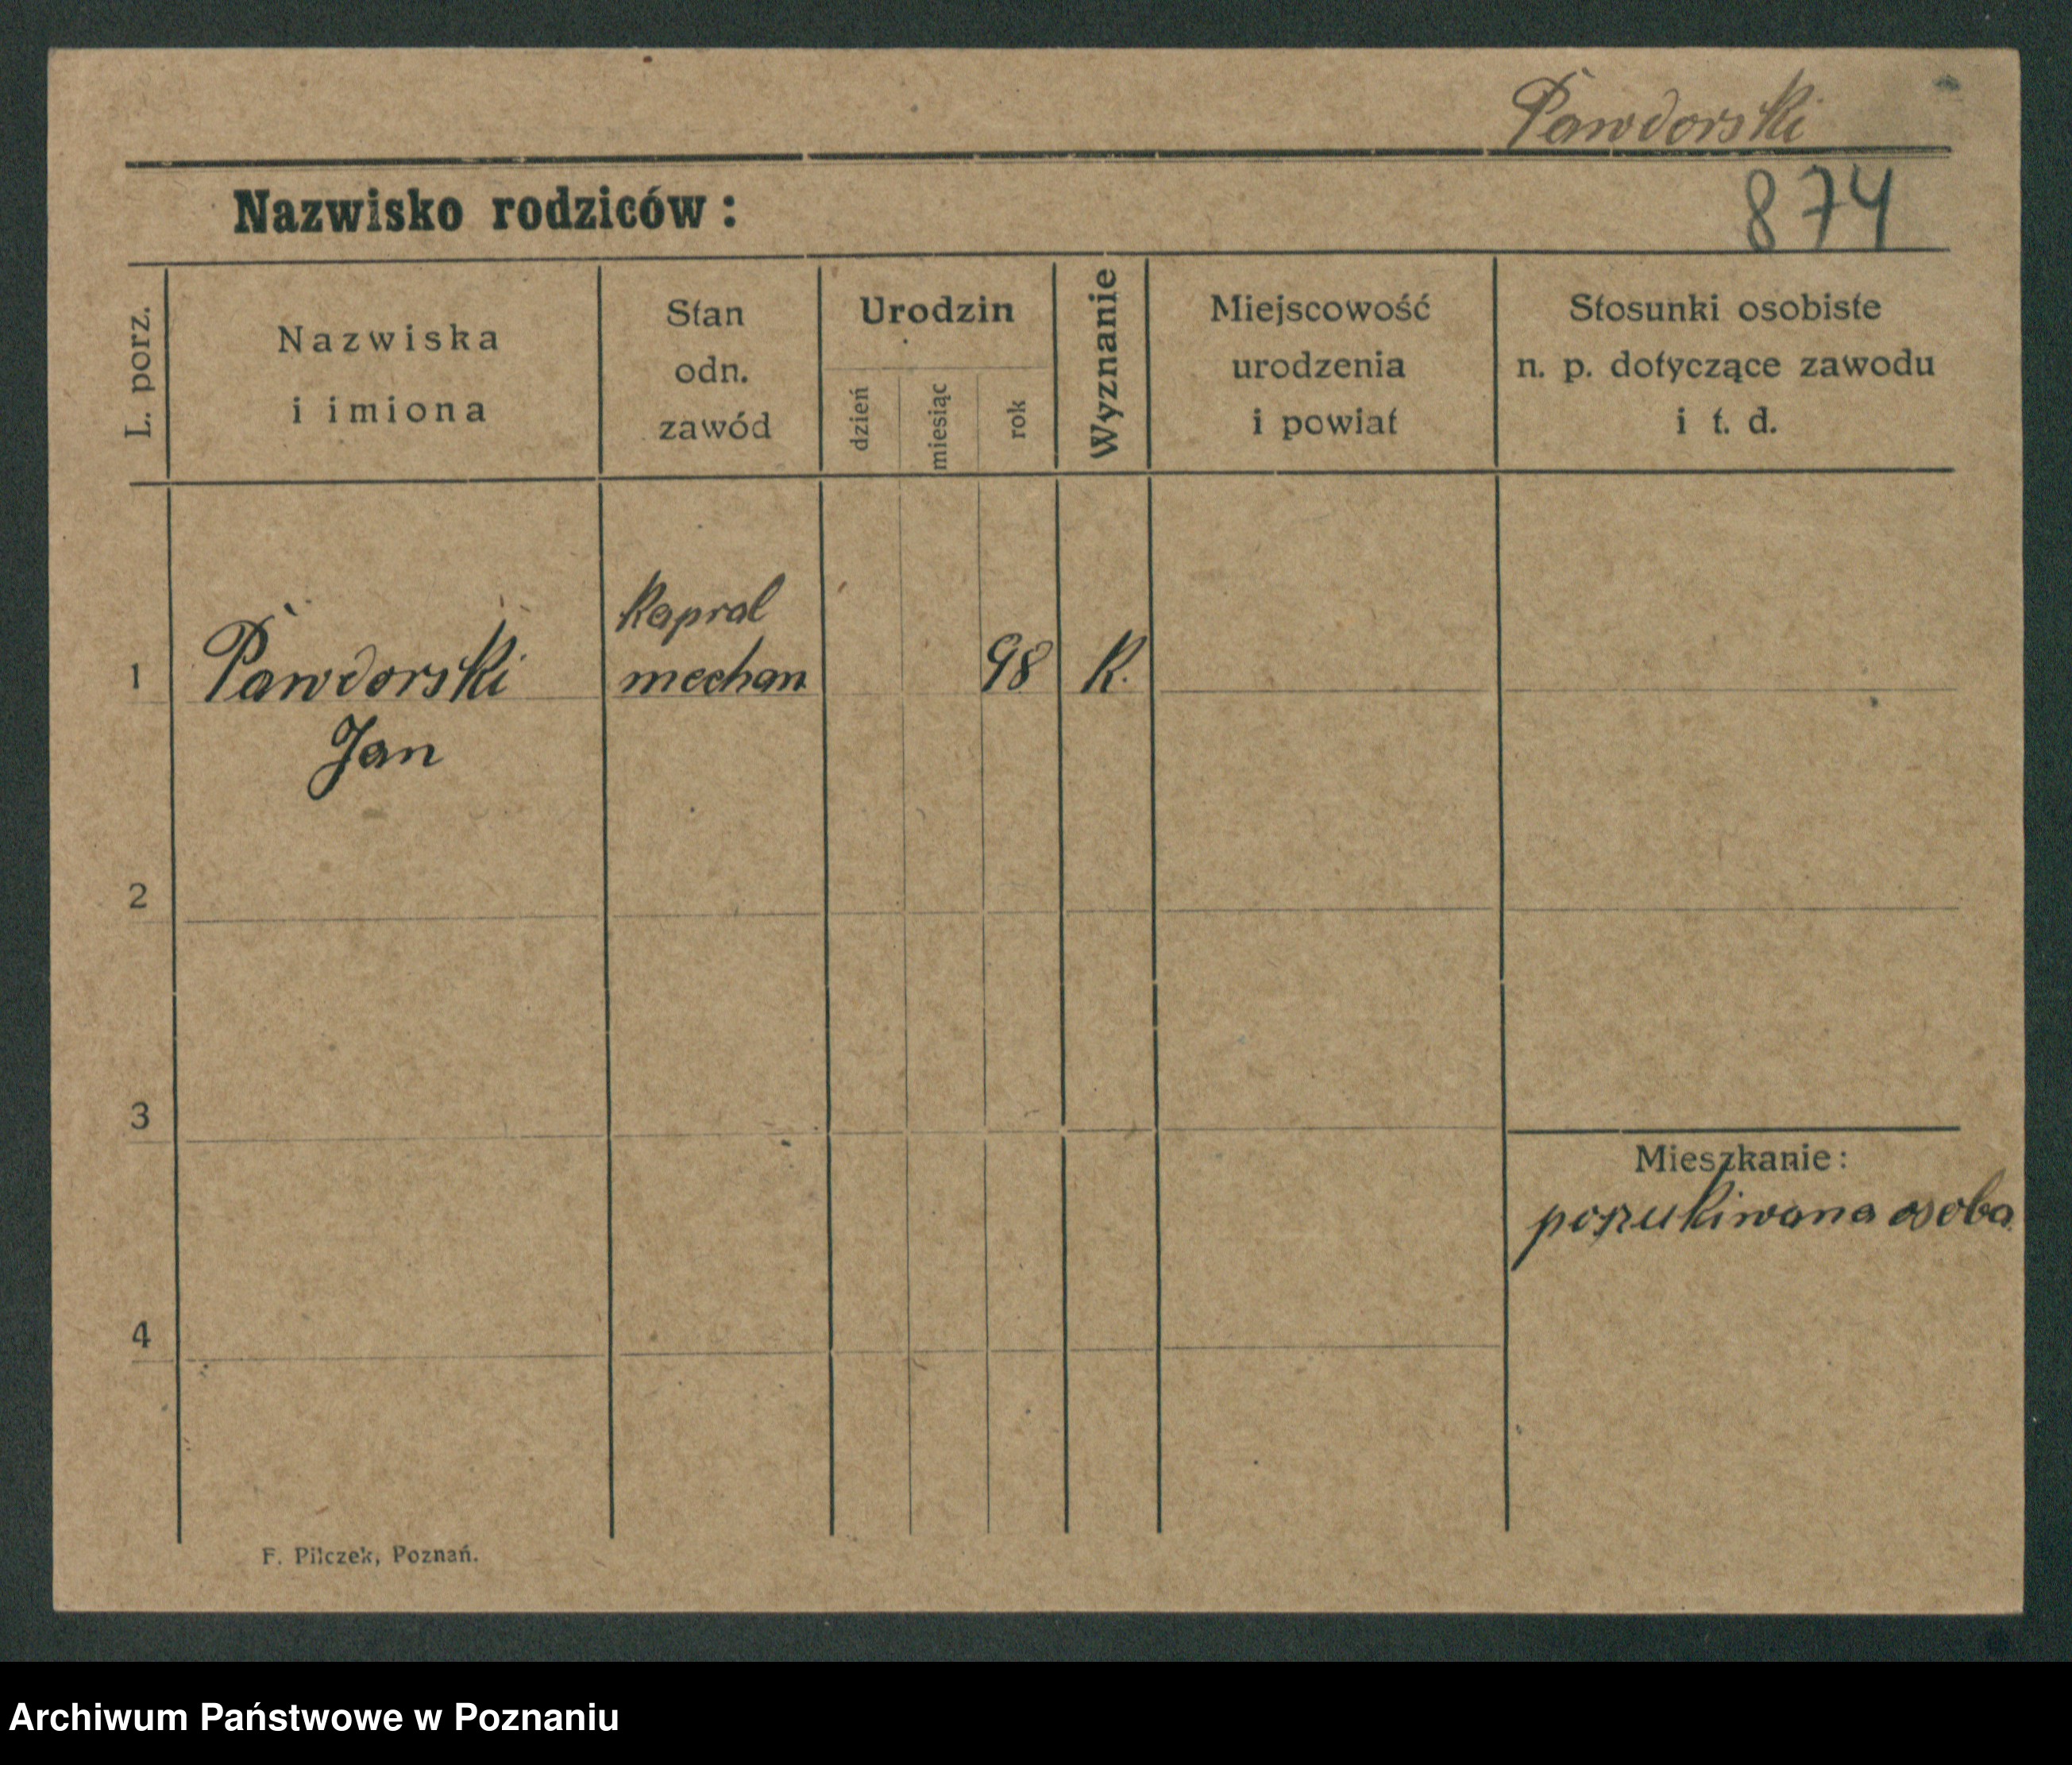 Pawdorski
Nazwisko rodziców:
874
L. porz.
Nazwiska
i imiona
Stan
odn.
zawód
Urodzin
dzień
miesiąc
rok
Wyznanie
Miejscowość
urodzenia
i powiat
Stosunki osobiste
n. p. dotyczące zawodu
i t. d.
1
Pawdorski
Jan
Kapral
mechan
98
K.
2
3
4
Mieszkanie:
poszukiwana osoba
F. Pilczek, Poznań.
Archiwum Państwowe w Poznaniu